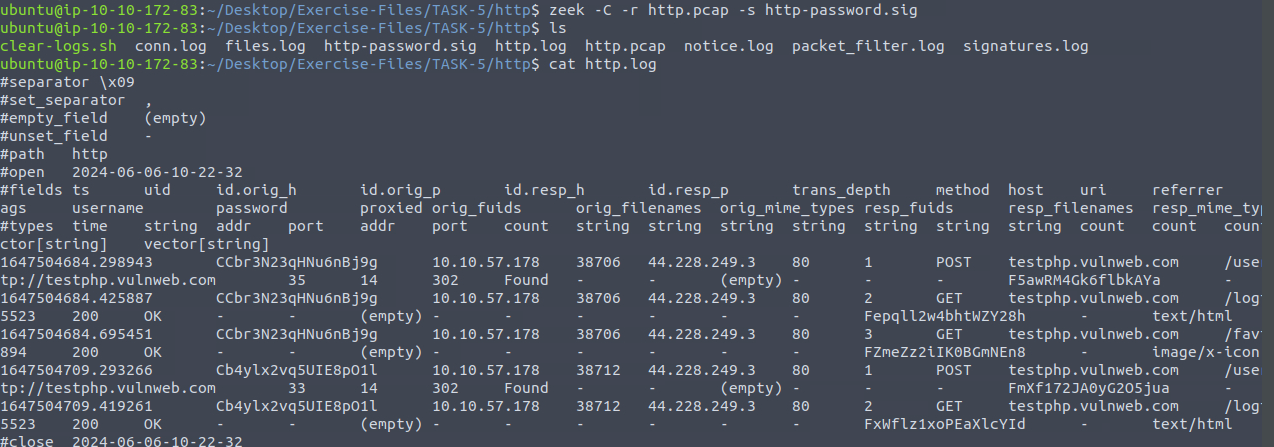 ubuntu@ip-10-10-172-83:~/Desktop/Exercise-Files/TASK-5/http$ zeek -C -r http.pcap -s http-password.sig
ubuntu@ip-10-10-172-83:~/Desktop/Exercise-Files/TASK-5/http$ ls
clear-logs.sh  conn.log  files.log  http-password.sig  http.log  http.pcap  notice.log  packet_filter.log  signatures.log
ubuntu@ip-10-10-172-83:~/Desktop/Exercise-Files/TASK-5/http$ cat http.log
#separator \x09
#set_separator  ,
#empty_field    (empty)
#unset_field    -
#path   http
#open   2024-06-06-10-22-32
#fields ts      uid     id.orig_h       id.orig_p       id.resp_h       id.resp_p       trans_depth     method  host    uri     referrer
ags     username        password        proxied orig_fuids      orig_filenames  orig_mime_types resp_fuids      resp_filenames  resp_mime_typ
#types  time    string  addr    port    addr    port    count   string  string  string  string  string  string  string  count   count   coun
ctor[string]    vector[string]
1647504684.298943       CCbr3N23qHNu6nBj9g      10.10.57.178    38706   44.228.249.3    80      1       POST    testphp.vulnweb.com     /use
tp://testphp.vulnweb.com        35      14      302     Found   -       -       (empty) -       -       -       F5awRM4Gk6flbkAYa       -
1647504684.425887       CCbr3N23qHNu6nBj9g      10.10.57.178    38706   44.228.249.3    80      2       GET     testphp.vulnweb.com     /log
5523    200     OK      -       -       (empty) -       -       -       -       -       -       Fepqll2w4bhtWZY28h      -       text/html
1647504684.695451       CCbr3N23qHNu6nBj9g      10.10.57.178    38706   44.228.249.3    80      3       GET     testphp.vulnweb.com     /fav
894     200     OK      -       -       (empty) -       -       -       -       -       -       FZmeZz2iIK0BGmNEn8      -       image/x-icon
1647504709.293266       Cb4ylx2vq5UIE8pO1l      10.10.57.178    38712   44.228.249.3    80      1       POST    testphp.vulnweb.com     /use
tp://testphp.vulnweb.com        33      14      302     Found   -       -       (empty) -       -       -       FmXf172JA0yG2O5jua      -
1647504709.419261       Cb4ylx2vq5UIE8pO1l      10.10.57.178    38712   44.228.249.3    80      2       GET     testphp.vulnweb.com     /log
5523    200     OK      -       -       (empty) -       -       -       -       -       -       FxWflz1xoPEaXlcYId      -       text/html
#close  2024-06-06-10-22-32